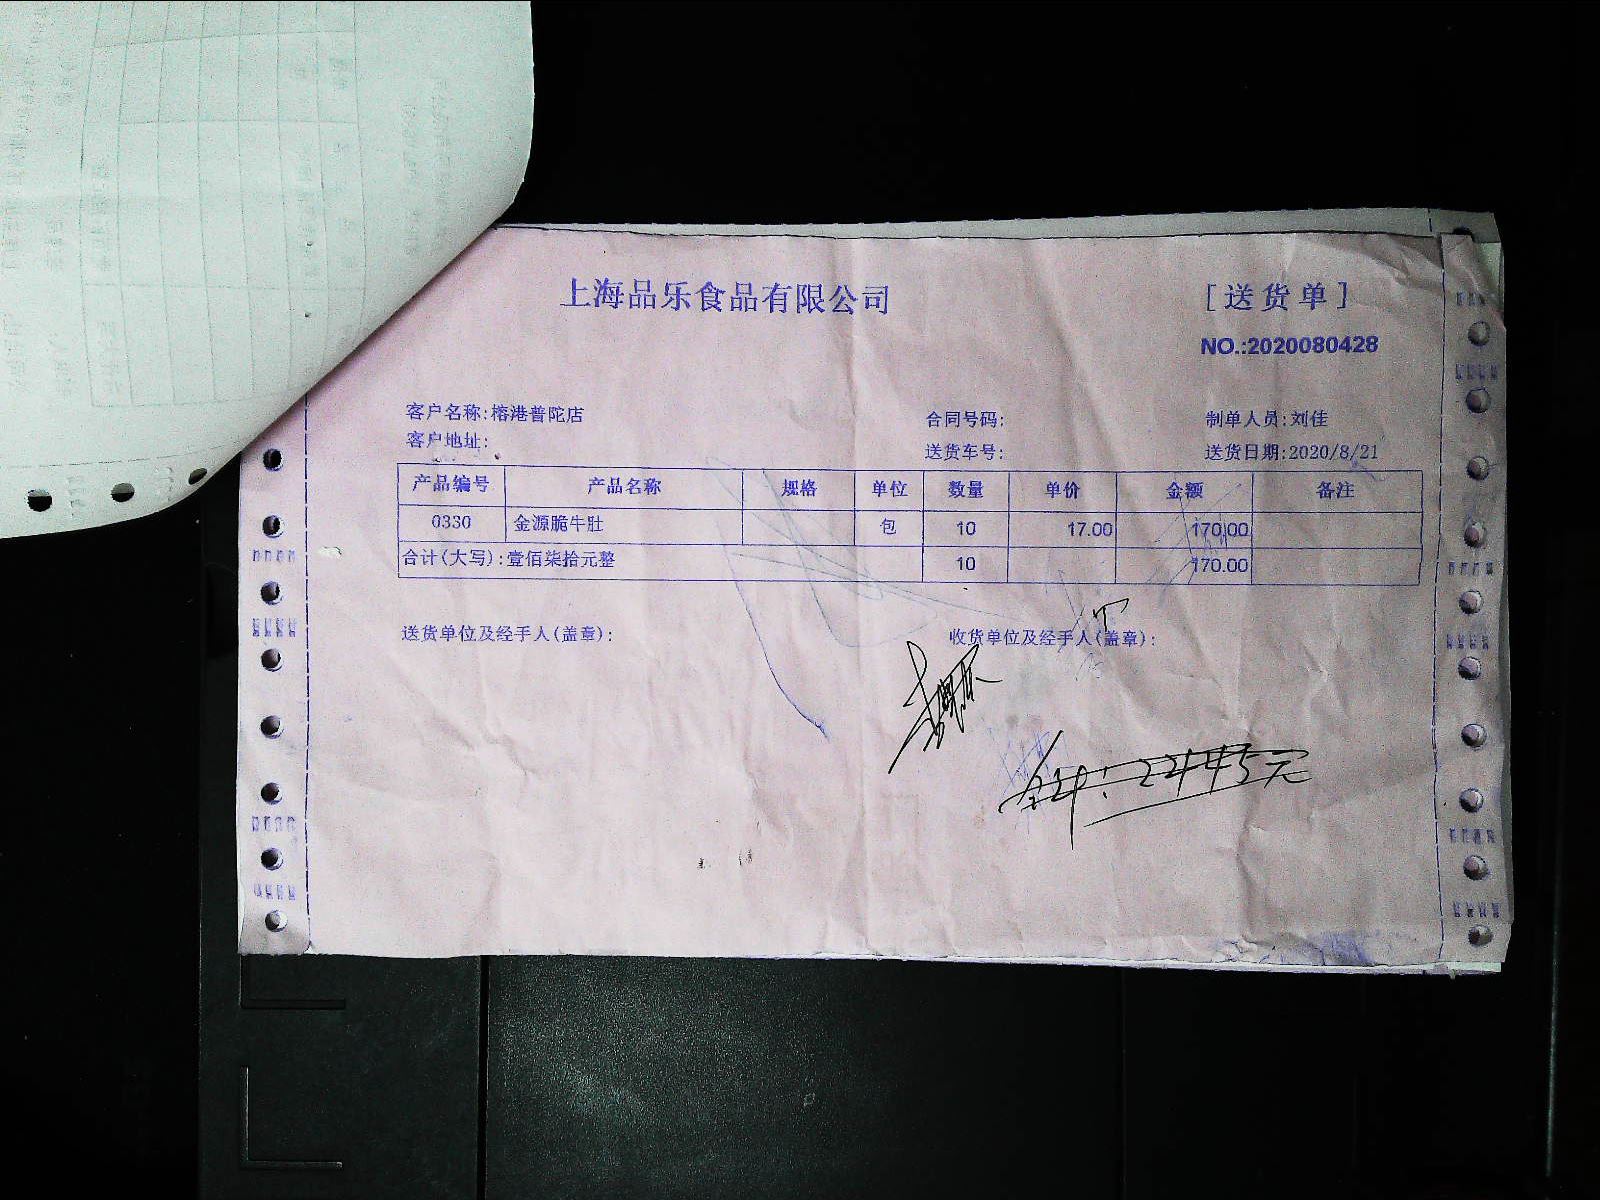 上海品乐食品有限公司
[送货单]
NO.:2020080428
客户名称:榕港普陀店 合同号码: 制单人员:刘佳
客户地址: 送货车号: 送货日期:2020/8/21
产品编号 产品名称 规格 单位 数量 单价 金额 备注
0330 金源脆牛肚 包 10 17.00 170.00
合计(大写):壹佰柒拾元整 10 170.00
送货单位及经手人(盖章): 收货单位及经手人(盖章):